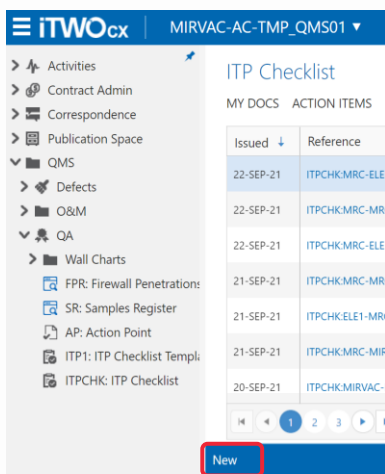 iTWOcx MIRVAC-AC-TMP_QMS01
Activities
Contract Admin
Correspondence
Publication Space
QMS
Defects
O&M
QA
Wall Charts
FPR: Firewall Penetrations
SR: Samples Register
AP: Action Point
ITP1: ITP Checklist Templa
ITPCHK: ITP Checklist
ITP Checklist
MY DOCS ACTION ITEMS
Issued ↓ Reference
22-SEP-21 ITPCHK:MRC-ELE
22-SEP-21 ITPCHK:MRC-MR
22-SEP-21 ITPCHK:MRC-ELE
21-SEP-21 ITPCHK:MRC-MR
21-SEP-21 ITPCHK:ELE1-MR
21-SEP-21 ITPCHK:MRC-MIR
20-SEP-21 ITPCHK:MIRVAC-
1 2 3
New